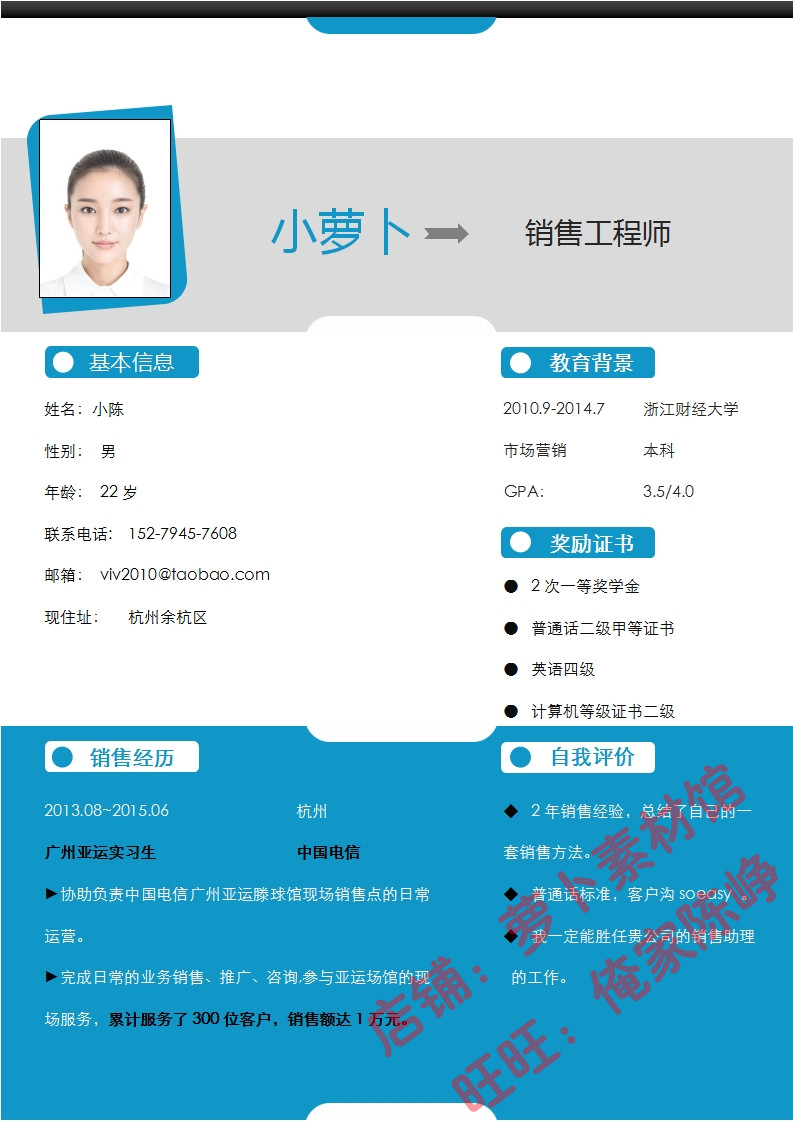 小萝卜
销售工程师
基本信息
姓名：小陈
性别： 男
年龄： 22 岁
联系电话： 152-7945-7608
邮箱： viv2010@taobao.com
现住址： 杭州余杭区
教育背景
2010.9-2014.7 浙江财经大学
市场营销 本科
GPA: 3.5/4.0
奖励证书
● 2 次一等奖学金
● 普通话二级甲等证书
● 英语四级
● 计算机等级证书二级
销售经历
2013.08~2015.06 杭州
广州亚运实习生 中国电信
►协助负责中国电信广州亚运滕球馆现场销售点的日常
运营。
►完成日常的业务销售、推广、咨询,参与亚运场馆的现
场服务，累计服务了 300 位客户，销售额达 1 万元。
自我评价
◆ 2 年销售经验，总结了自己的一
套销售方法。
◆ 普通话标准，客户沟 soeasy 。
◆ 我一定能胜任贵公司的销售助理
的工作。
店铺：萝卜素材馆
旺旺：俺家陈峥